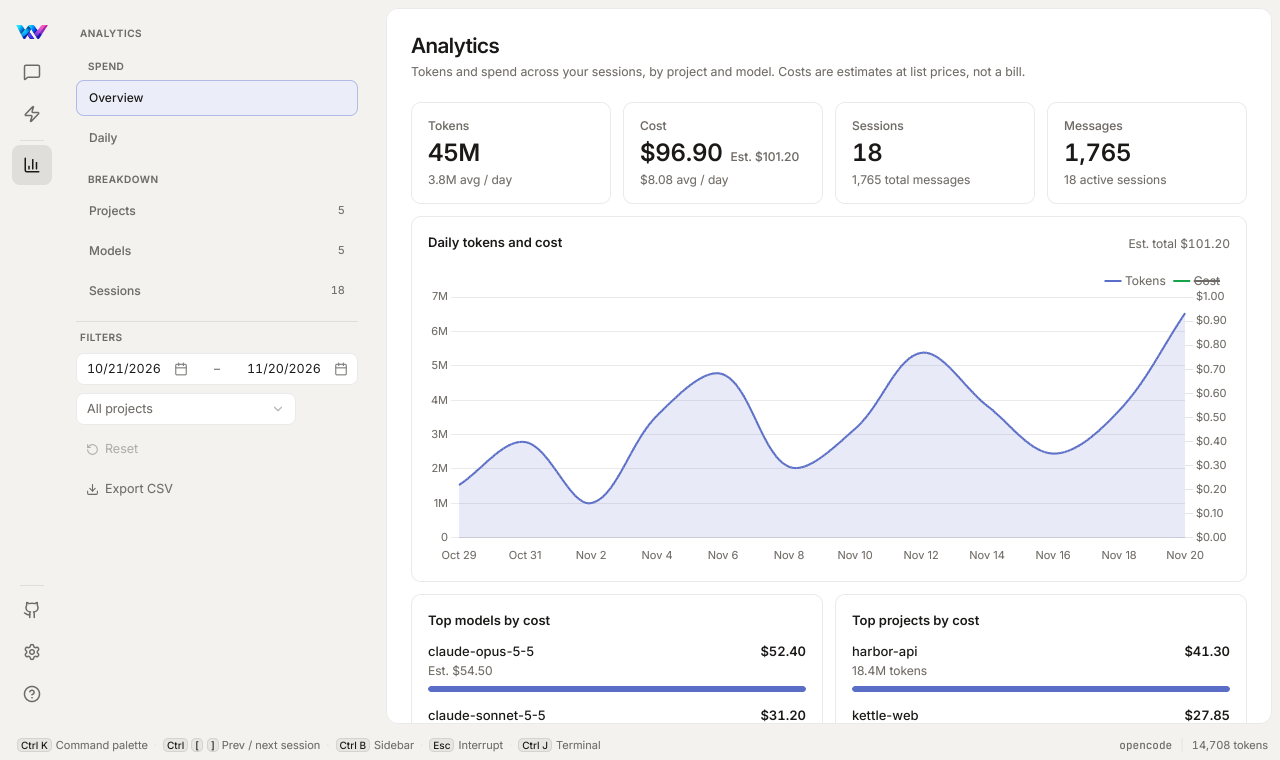 ANALYTICS
SPEND
Overview
Daily
BREAKDOWN
Projects 5
Models 5
Sessions 18
FILTERS
10/21/2026 – 11/20/2026
All projects
Reset
Export CSV
Analytics
Tokens and spend across your sessions, by project and model. Costs are estimates at list prices, not a bill.
Tokens
45M
3.8M avg / day
Cost
$96.90 Est. $101.20
$8.08 avg / day
Sessions
18
1,765 total messages
Messages
1,765
18 active sessions
Daily tokens and cost
Est. total $101.20
Tokens Cost
7M
6M
5M
4M
3M
2M
1M
0
$1.00
$0.90
$0.80
$0.70
$0.60
$0.50
$0.40
$0.30
$0.20
$0.10
$0.00
Oct 29 Oct 31 Nov 2 Nov 4 Nov 6 Nov 8 Nov 10 Nov 12 Nov 14 Nov 16 Nov 18 Nov 20
Top models by cost
claude-opus-5-5 $52.40
Est. $54.50
claude-sonnet-5-5 $31.20
Top projects by cost
harbor-api $41.30
18.4M tokens
kettle-web $27.85
Ctrl K Command palette Ctrl [ ] Prev / next session Ctrl B Sidebar Esc Interrupt Ctrl J Terminal
opencode 14,708 tokens